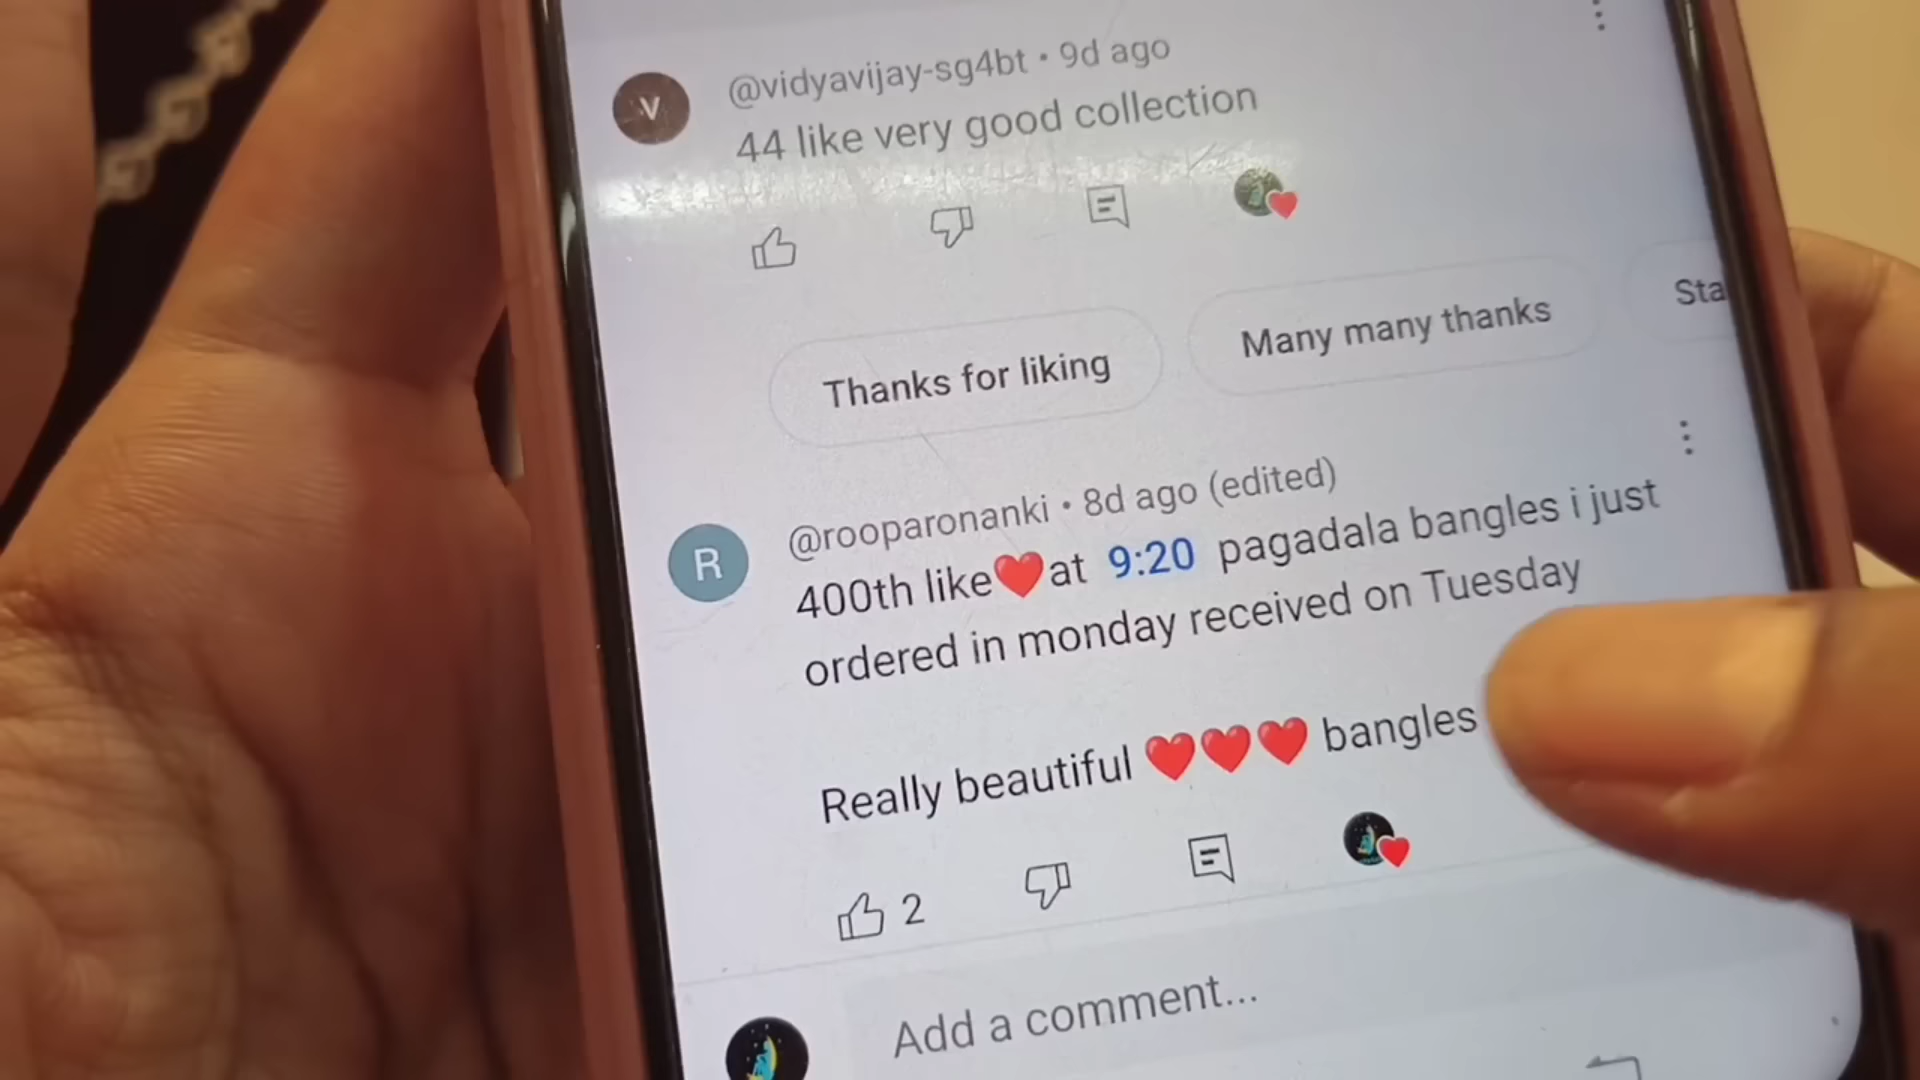 V
@vidyavijay-sg4bt • 9d ago
44 like very good collection
Thanks for liking
Many many thanks
Sta
R
@rooparonanki • 8d ago (edited)
400th like❤️at 9:20 pagadala bangles i just
ordered in monday received on Tuesday
Really beautiful ❤️❤️❤️ bangles
2
Add a comment...